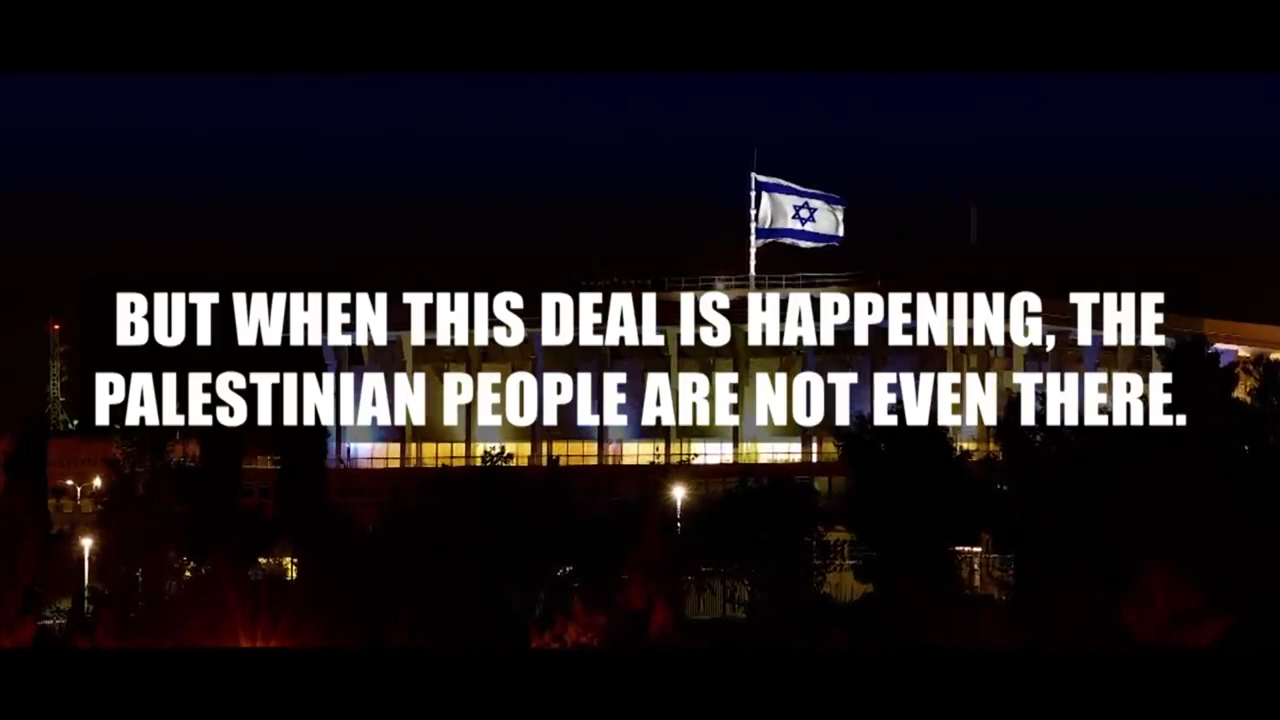 BUT WHEN THIS DEAL IS HAPPENING, THE
PALESTINIAN PEOPLE ARE NOT EVEN THERE.